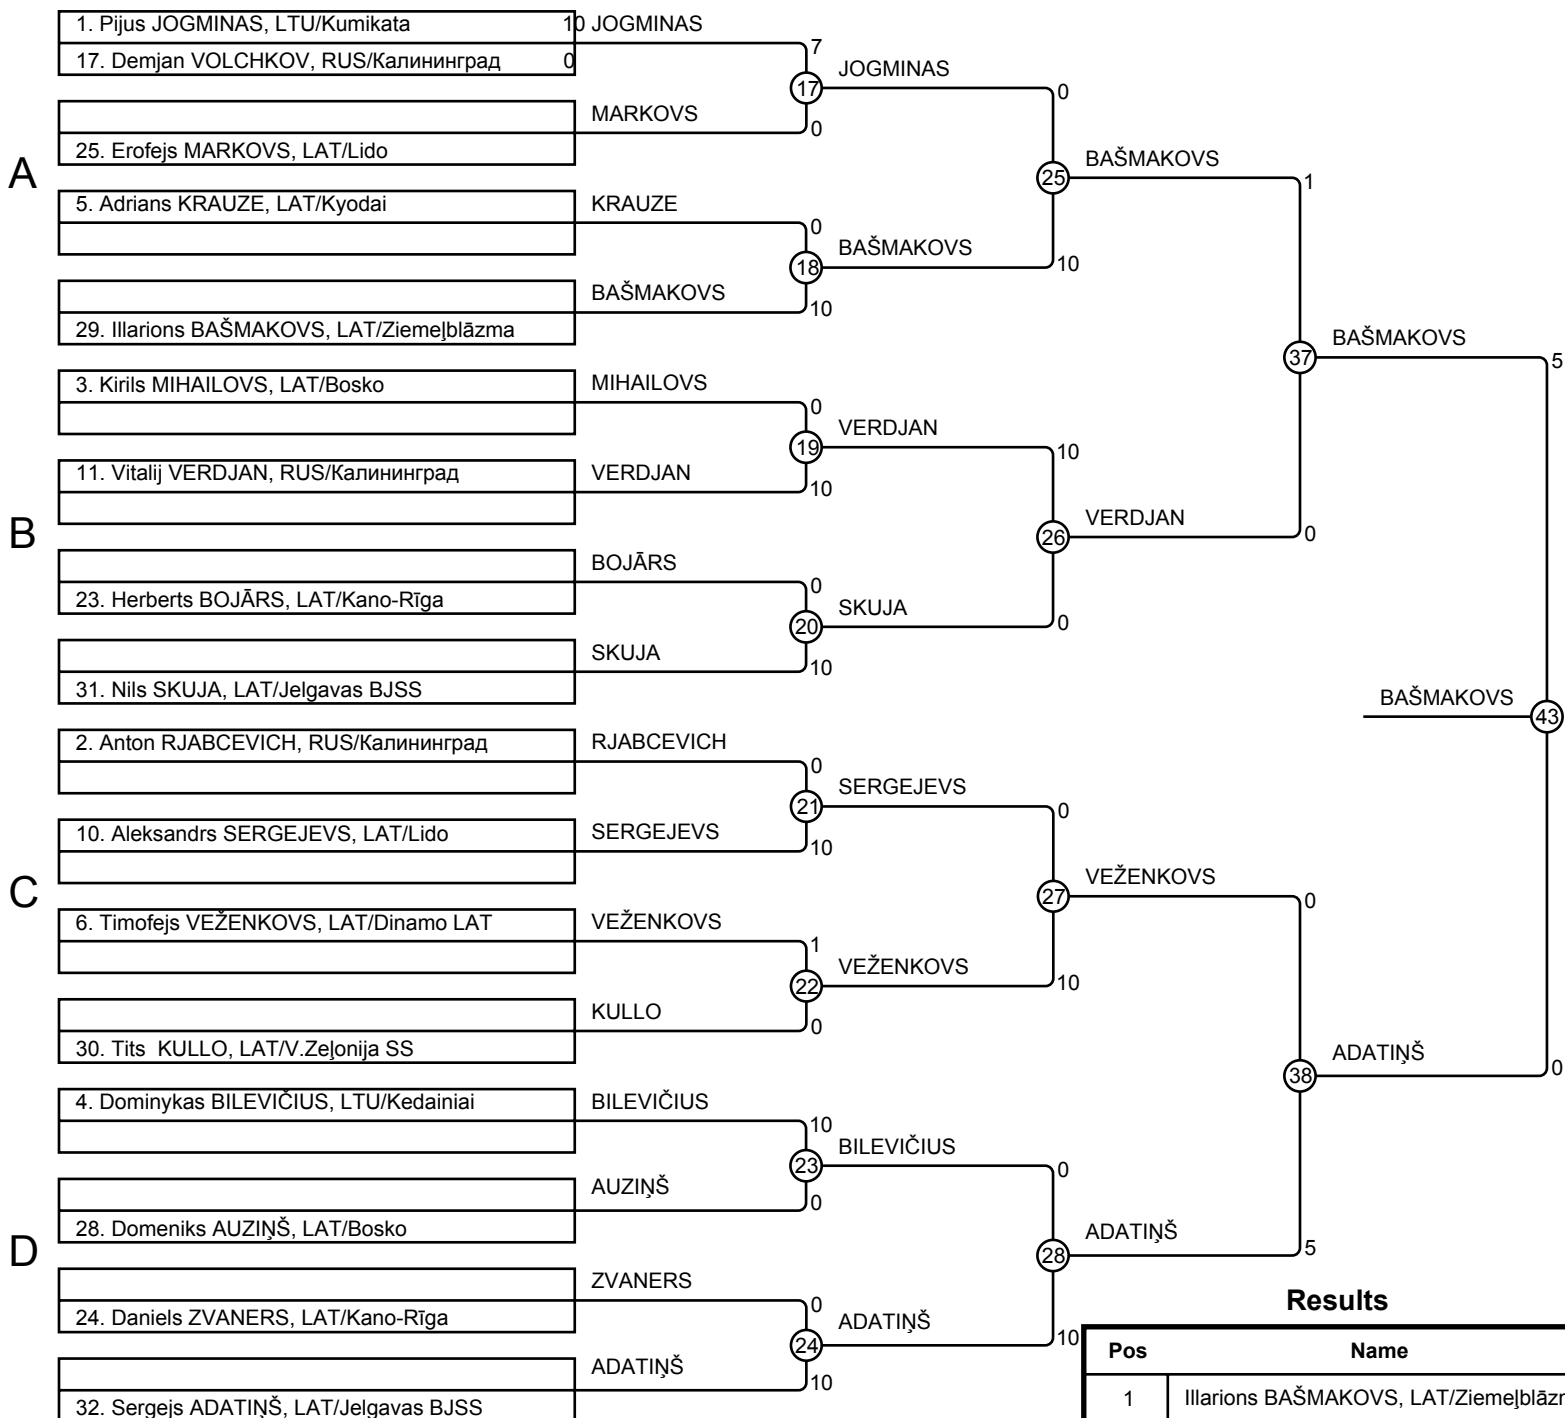 1. Pijus JOGMINAS, LTU/Kumikata 10 JOGMINAS
17. Demjan VOLCHKOV, RUS/Калининград 0
7
17
JOGMINAS
0
MARKOVS
25. Erofejs MARKOVS, LAT/Lido
0
A
25
BAŠMAKOVS
1
5. Adrians KRAUZE, LAT/Kyodai
KRAUZE
0
18
BAŠMAKOVS
10
BAŠMAKOVS
10
29. Illarions BAŠMAKOVS, LAT/Ziemeļblāzma
37
BAŠMAKOVS
5
3. Kirils MIHAILOVS, LAT/Bosko
MIHAILOVS
0
19
VERDJAN
10
11. Vitalij VERDJAN, RUS/Калининград
VERDJAN
10
B
26
VERDJAN
0
BOJĀRS
23. Herberts BOJĀRS, LAT/Kano-Rīga
0
20
SKUJA
0
SKUJA
10
31. Nils SKUJA, LAT/Jelgavas BJSS
BAŠMAKOVS
43
2. Anton RJABCEVICH, RUS/Калининград
RJABCEVICH
0
21
SERGEJEVS
0
10. Aleksandrs SERGEJEVS, LAT/Lido
SERGEJEVS
10
C
27
VEŽENKOVS
0
6. Timofejs VEŽENKOVS, LAT/Dinamo LAT
VEŽENKOVS
1
22
VEŽENKOVS
10
KULLO
0
30. Tits KULLO, LAT/V.Zeļonija SS
38
ADATIŅŠ
0
4. Dominykas BILEVIČIUS, LTU/Kedainiai
BILEVIČIUS
10
23
BILEVIČIUS
0
AUZIŅŠ
0
28. Domeniks AUZIŅŠ, LAT/Bosko
D
28
ADATIŅŠ
5
ZVANERS
24. Daniels ZVANERS, LAT/Kano-Rīga
0
24
ADATIŅŠ
10
ADATIŅŠ
10
32. Sergejs ADATIŅŠ, LAT/Jelgavas BJSS
Results
Pos Name
1 Illarions BAŠMAKOVS, LAT/Ziemeļblāzm